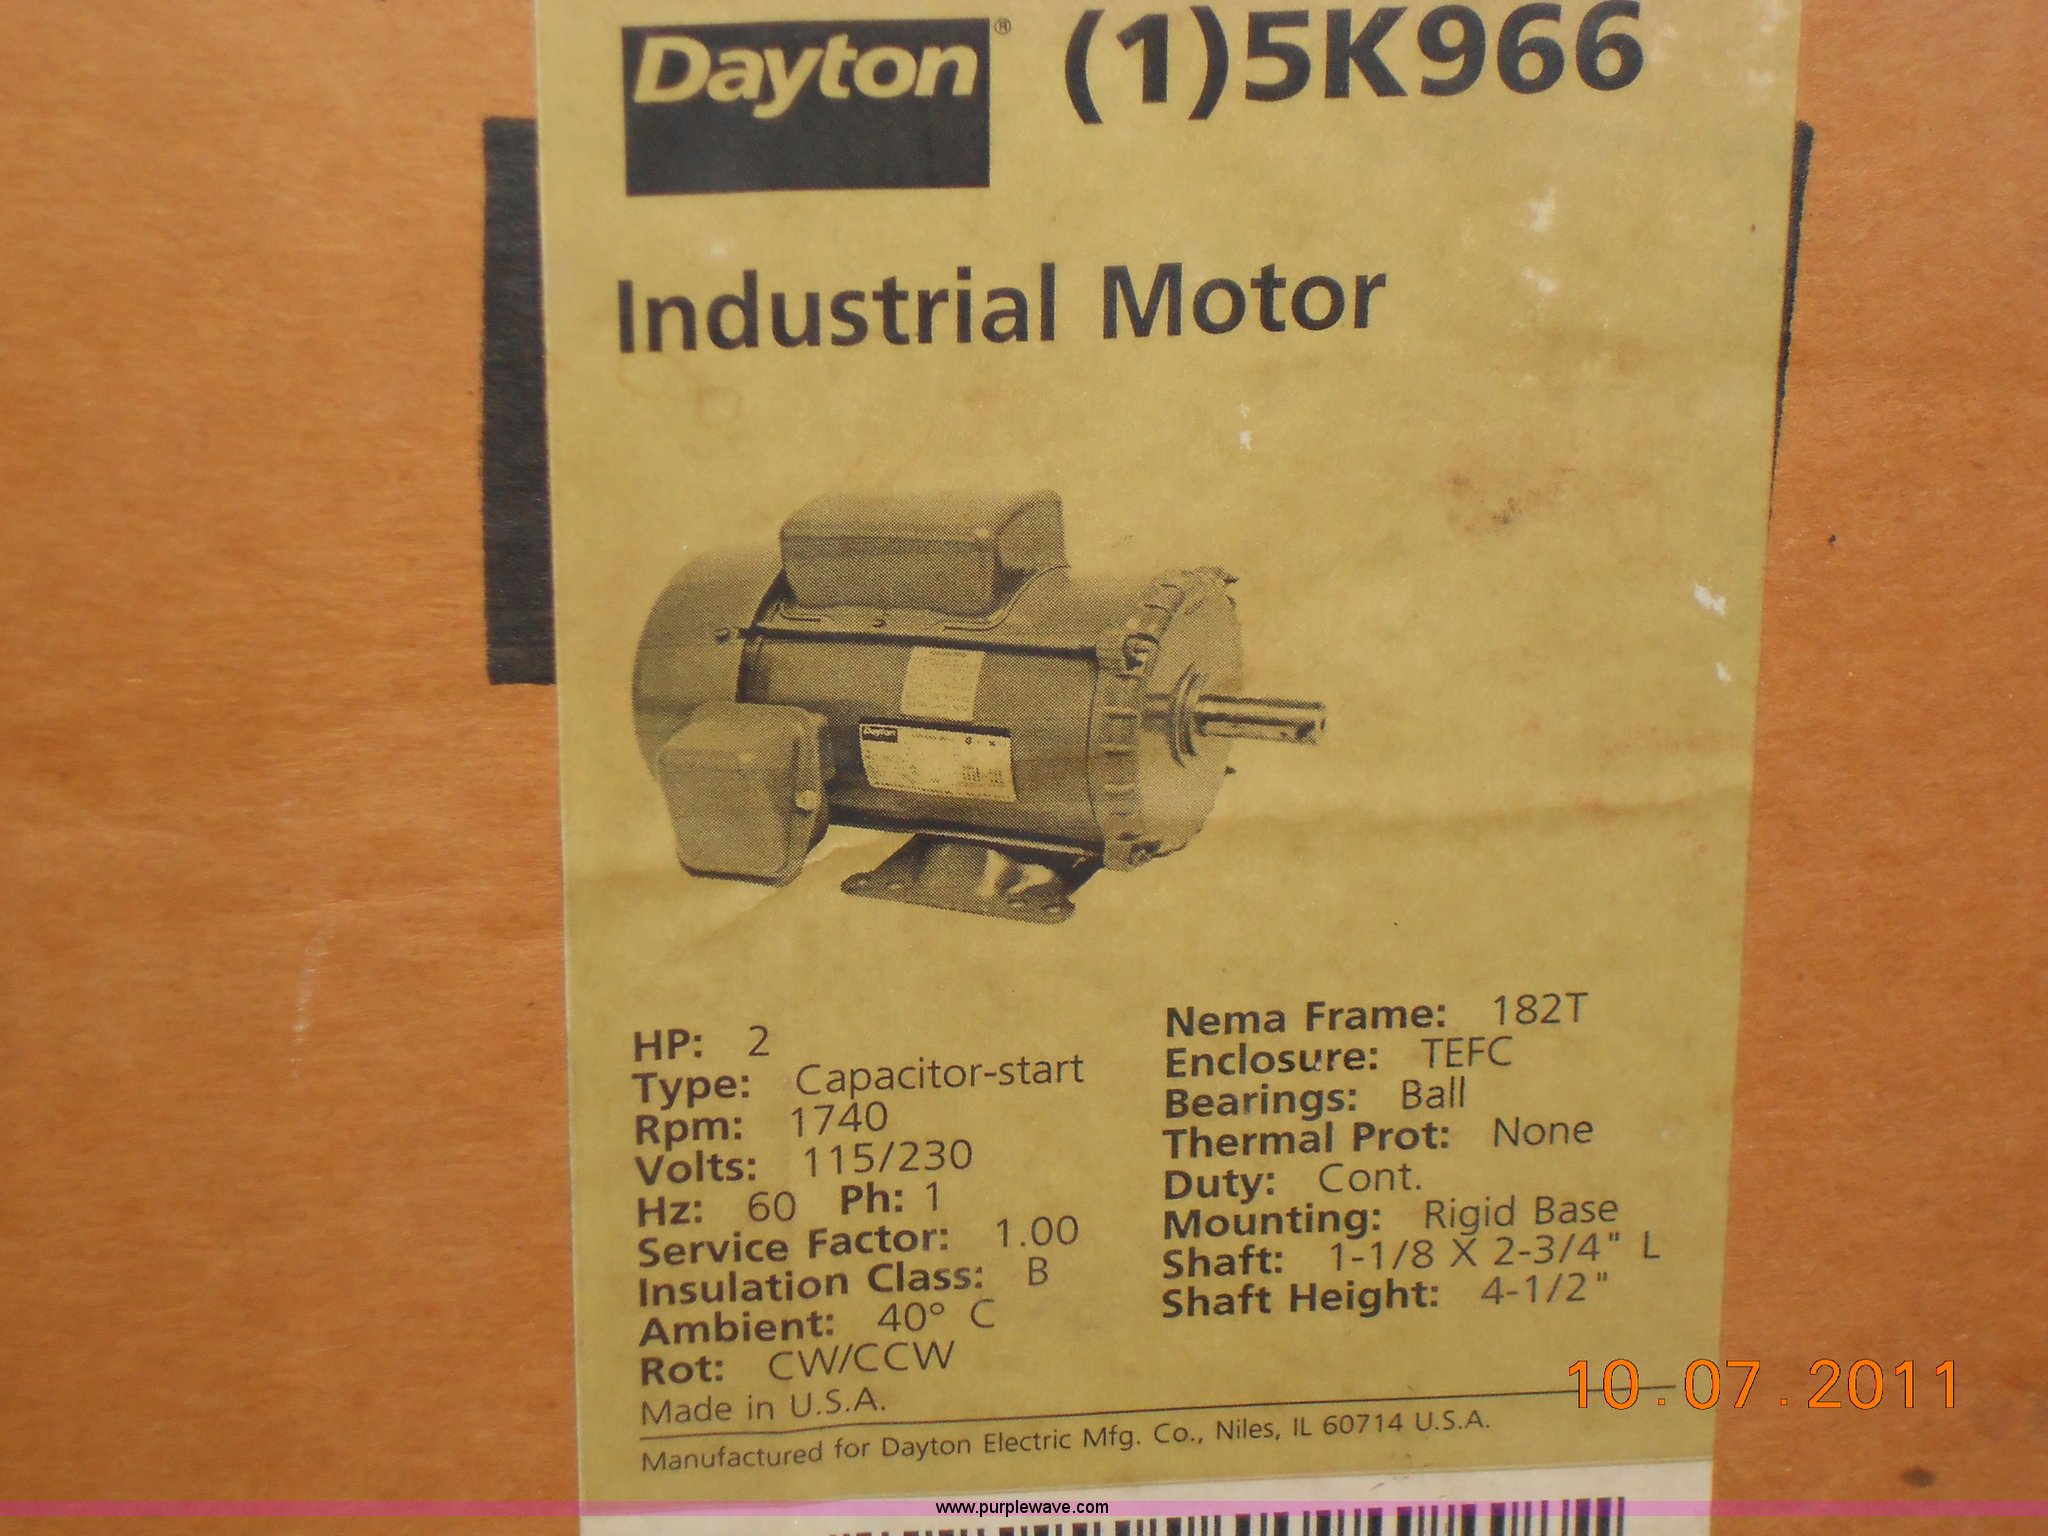 Dayton® (1)5K966
Industrial Motor
Dayton
HP: 2
Type: Capacitor-start
Rpm: 1740
Volts: 115/230
Hz: 60 Ph: 1
Service Factor: 1.00
Insulation Class: B
Ambient: 40° C
Rot: CW/CCW
Made in U.S.A.
Nema Frame: 182T
Enclosure: TEFC
Bearings: Ball
Thermal Prot: None
Duty: Cont.
Mounting: Rigid Base
Shaft: 1-1/8 X 2-3/4" L
Shaft Height: 4-1/2"
10.07.2011
Manufactured for Dayton Electric Mfg. Co., Niles, IL 60714 U.S.A.
www.purplewave.com